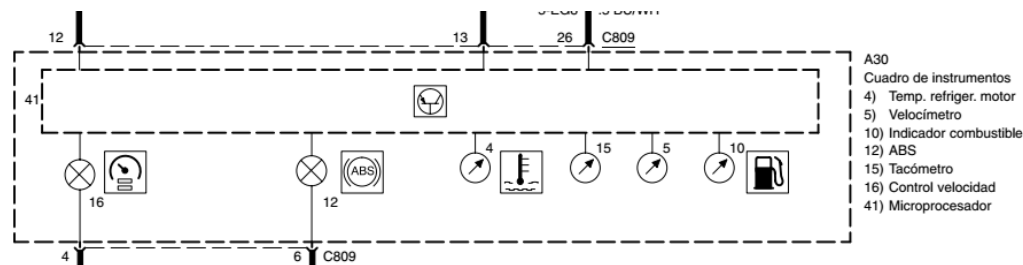 12
13
26
C809
A30
Cuadro de instrumentos
4) Temp. refriger. motor
5) Velocímetro
10) Indicador combustible
12) ABS
15) Tacómetro
16) Control velocidad
41) Microprocesador
41
4
15
5
10
ABS
16
12
4
6
C809